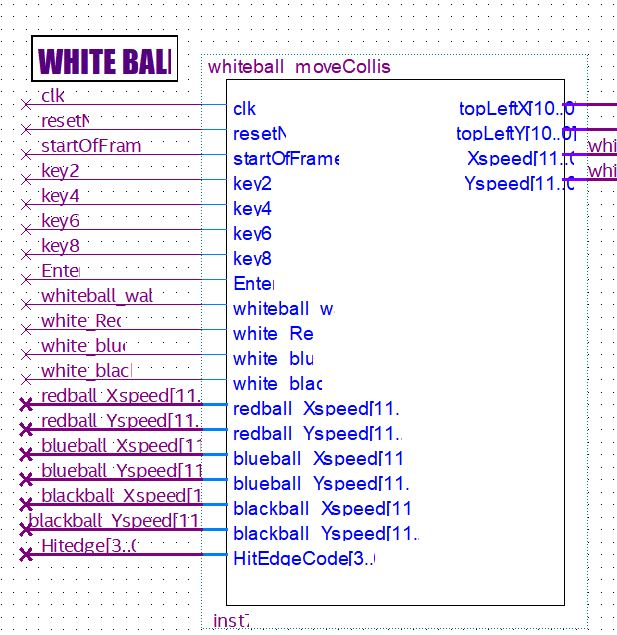 WHITE BALL
whiteball_moveCollis
clk
resetN
startOfFram
key2
key4
key6
key8
Enter
whiteball_wal
white_Red
white_blue
white_black
redball_Xspeed[11.
redball_Yspeed[11.
blueball_Xspeed[11
blueball_Yspeed[11
blackball_Xspeed[1
blackball_Yspeed[11
Hitedge[3..0
clk
resetN
startOfFrame
key2
key4
key6
key8
Enter
whiteball_w
white_Re
white_blu
white_blac
redball_Xspeed[11.
redball_Yspeed[11.
blueball_Xspeed[11
blueball_Yspeed[11.
blackball_Xspeed[11
blackball_Yspeed[11..
HitEdgeCode[3..0
topLeftX[10..0]
topLeftY[10..0]
Xspeed[11..0
Yspeed[11..0
whi
whi
inst7